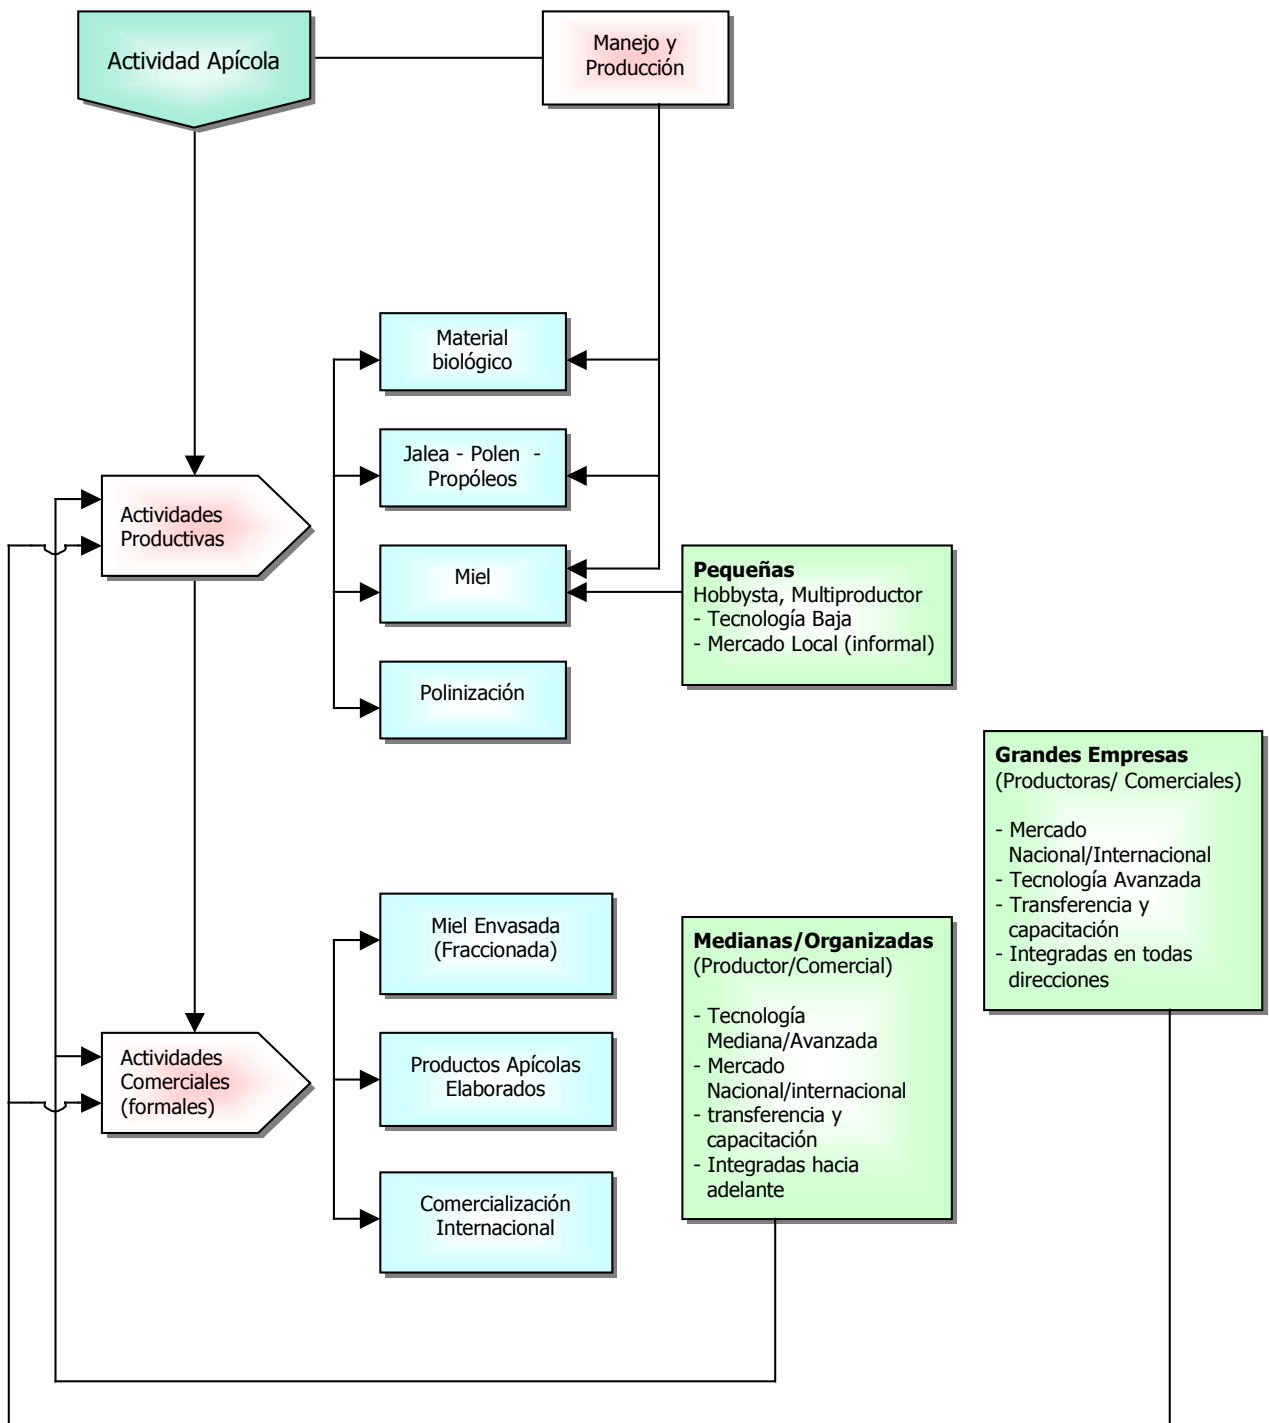 Actividad Apícola
Manejo y
Producción
Material
biológico
Jalea - Polen -
Propóleos
Actividades
Productivas
Miel
Pequeñas
Hobbysta, Multiproductor
- Tecnología Baja
- Mercado Local (informal)
Polinización
Grandes Empresas
(Productoras/ Comerciales)
- Mercado
Nacional/Internacional
- Tecnología Avanzada
- Transferencia y
capacitación
- Integradas en todas
direcciones
Miel Envasada
(Fraccionada)
Medianas/Organizadas
(Productor/Comercial)
- Tecnología
Mediana/Avanzada
- Mercado
Nacional/internacional
- transferencia y
capacitación
- Integradas hacia
adelante
Actividades
Comerciales
(formales)
Productos Apícolas
Elaborados
Comercialización
Internacional